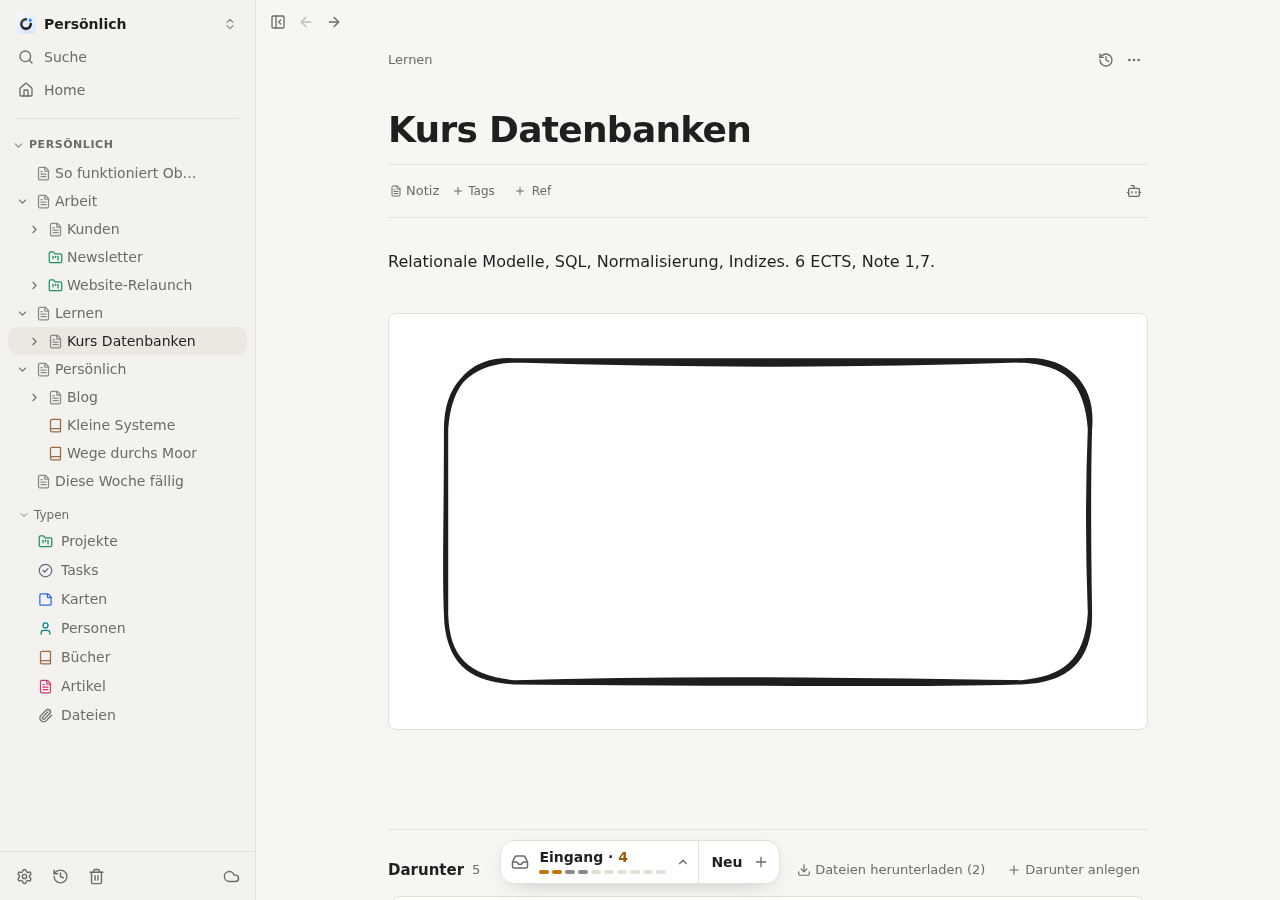 Persönlich
Suche
Home
PERSÖNLICH
So funktioniert Ob…
Arbeit
Kunden
Newsletter
Website-Relaunch
Lernen
Kurs Datenbanken
Persönlich
Blog
Kleine Systeme
Wege durchs Moor
Diese Woche fällig
Typen
Projekte
Tasks
Karten
Personen
Bücher
Artikel
Dateien
Lernen
Kurs Datenbanken
Notiz + Tags + Ref
Relationale Modelle, SQL, Normalisierung, Indizes. 6 ECTS, Note 1,7.
Darunter 5
Eingang · 4
Neu +
Dateien herunterladen (2)
+ Darunter anlegen